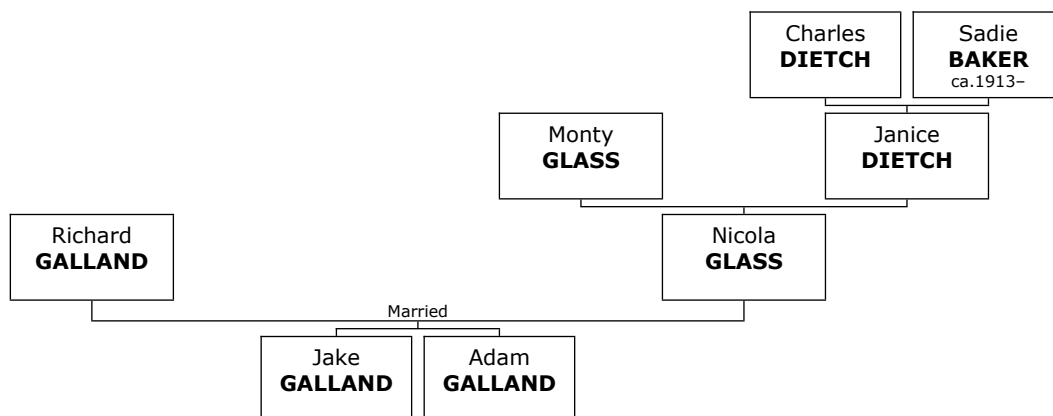 Charles
DIETCH
Sadie
BAKER
ca.1913–
Monty
GLASS
Janice
DIETCH
Richard
GALLAND
Nicola
GLASS
Married
Jake
GALLAND
Adam
GALLAND